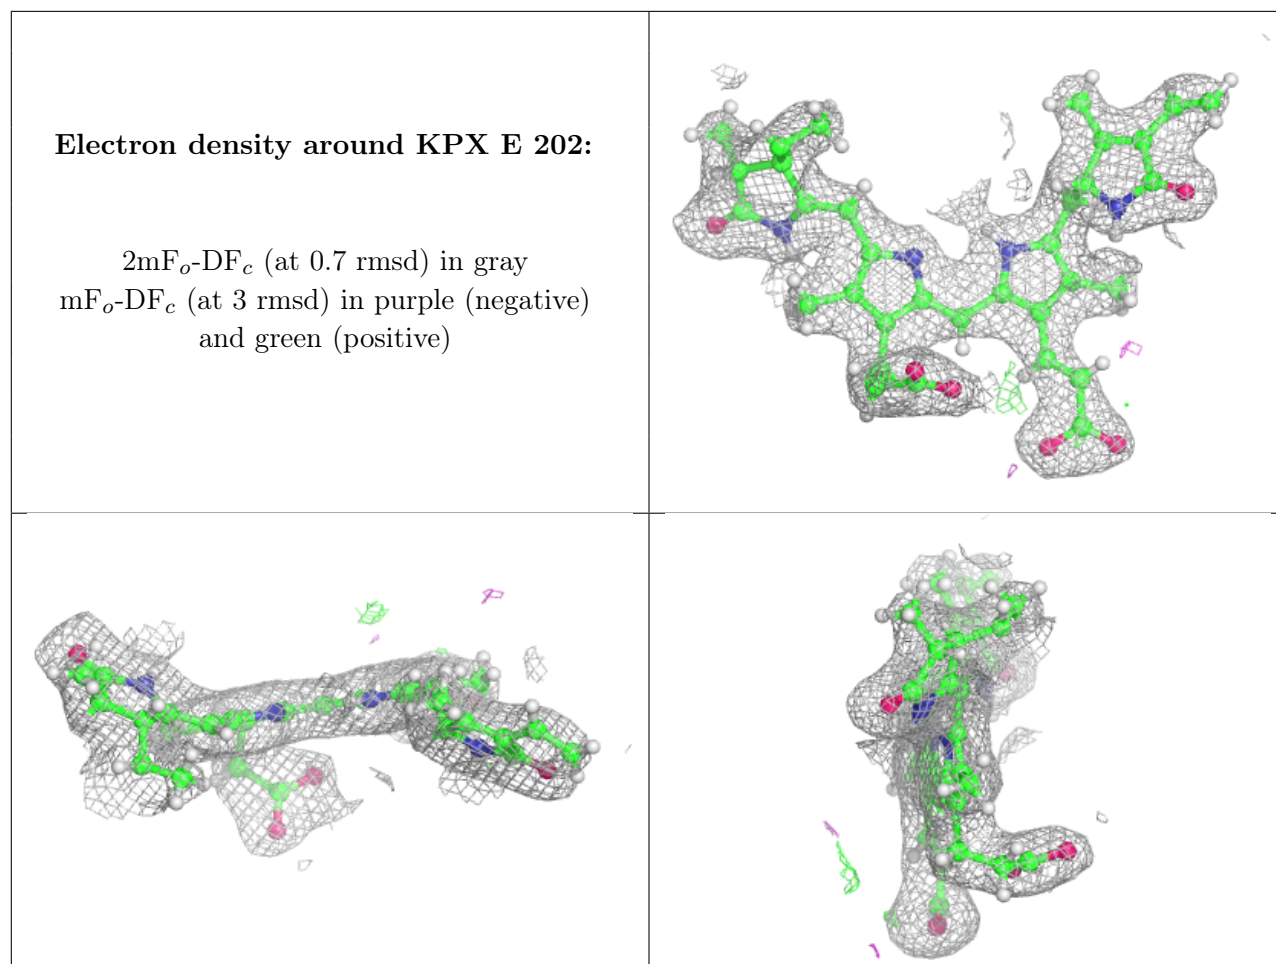 Electron density around KPX E 202:
2mFo-DFc (at 0.7 rmsd) in gray
mFo-DFc (at 3 rmsd) in purple (negative)
and green (positive)